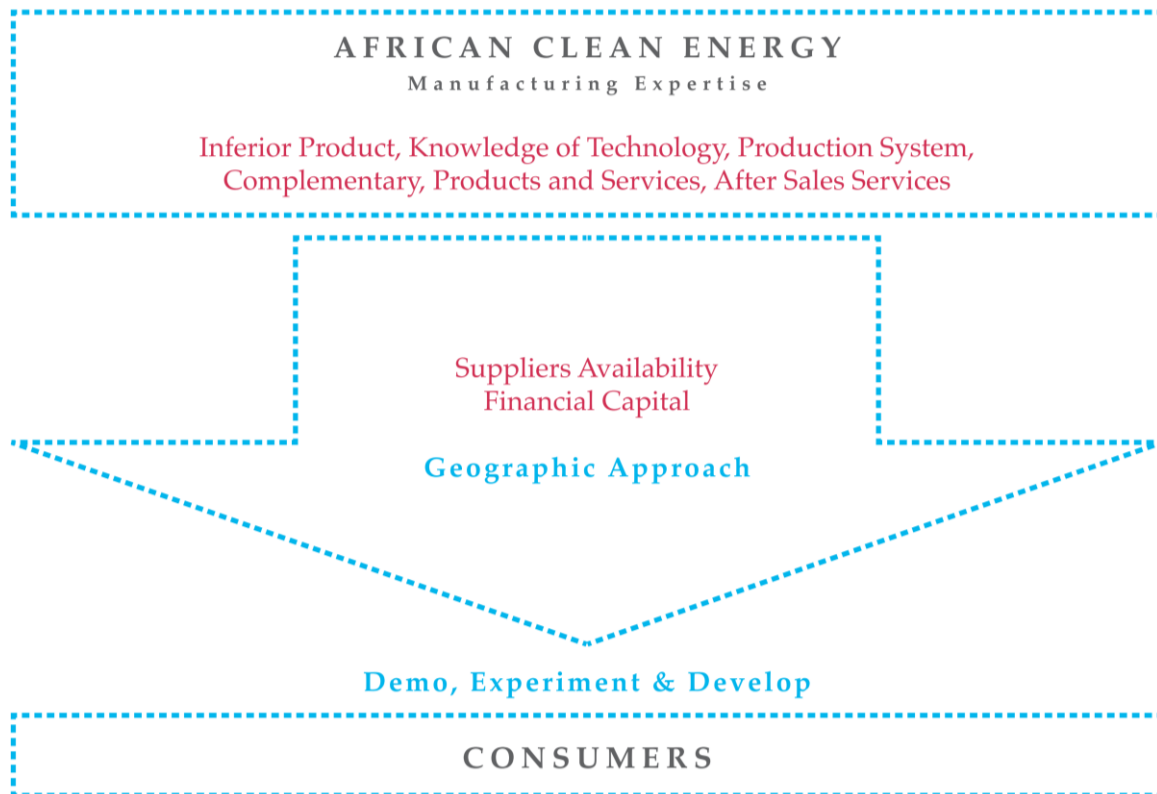 AFRICAN CLEAN ENERGY
Manufacturing Expertise
Inferior Product, Knowledge of Technology, Production System,
Complementary, Products and Services, After Sales Services
Suppliers Availability
Financial Capital
Geographic Approach
Demo, Experiment & Develop
CONSUMERS